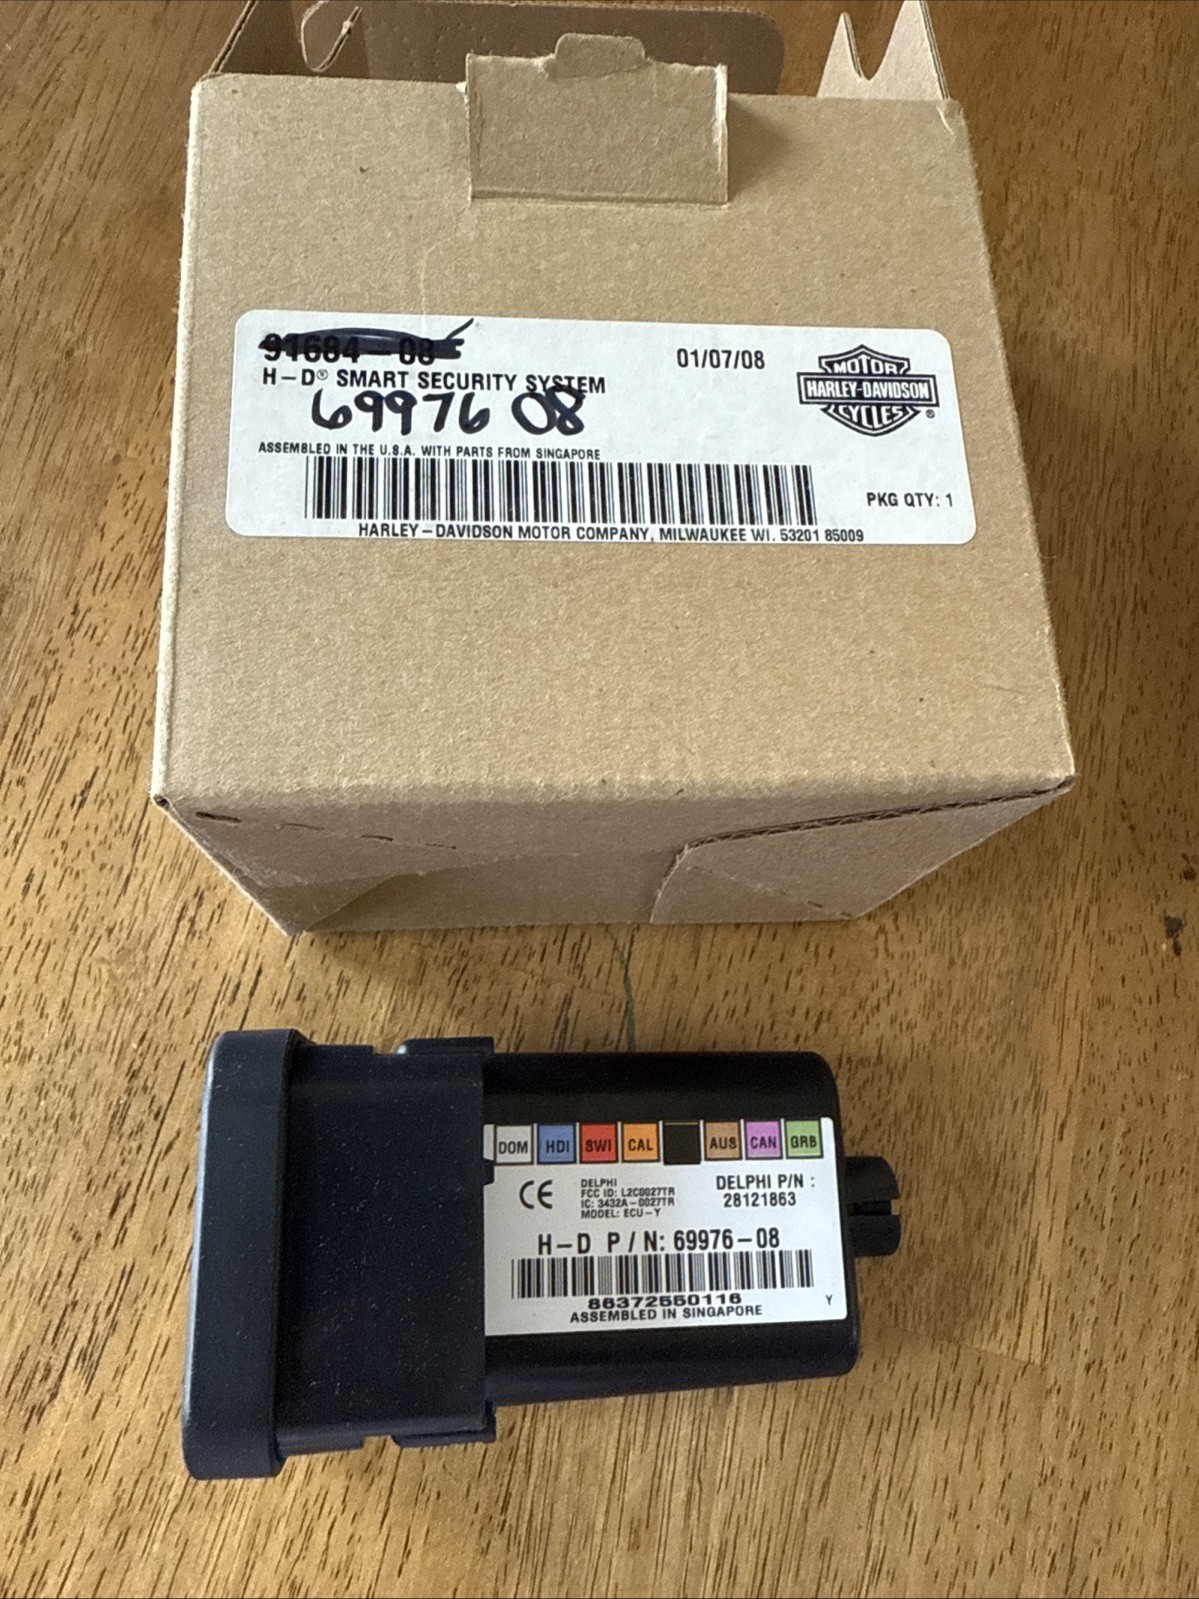 91684-08
01/07/08
H-D® SMART SECURITY SYSTEM
69976 08
MOTOR
HARLEY-DAVIDSON
CYCLES®
ASSEMBLED IN THE U.S.A. WITH PARTS FROM SINGAPORE
PKG QTY: 1
HARLEY-DAVIDSON MOTOR COMPANY, MILWAUKEE WI. 53201 85009
DOM HDI SWI CAL AUS CAN GRB
CE
DELPHI
FCC ID: L2C0027TR
IC: 3432A-0027TR
MODEL: ECU-Y
DELPHI P/N :
28121863
H-D P/N: 69976-08
86372550116
ASSEMBLED IN SINGAPORE
Y